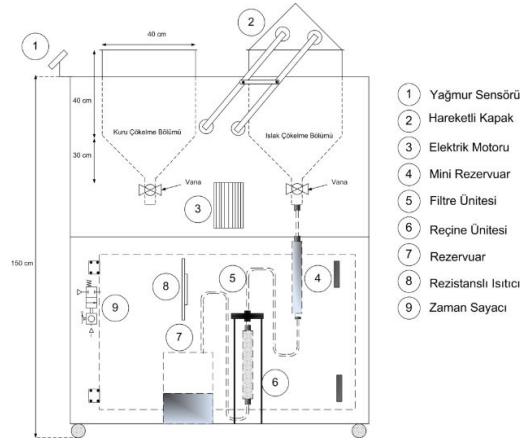 1
40 cm
2
40 cm
Kuru Çökelme Bölümü
Islak Çökelme Bölümü
30 cm
Vana
Vana
3
150 cm
4
5
8
9
7
6
1 Yağmur Sensörü
2 Hareketli Kapak
3 Elektrik Motoru
4 Mini Rezervuar
5 Filtre Ünitesi
6 Reçine Ünitesi
7 Rezervuar
8 Rezistanslı Isıtıcı
9 Zaman Sayacı